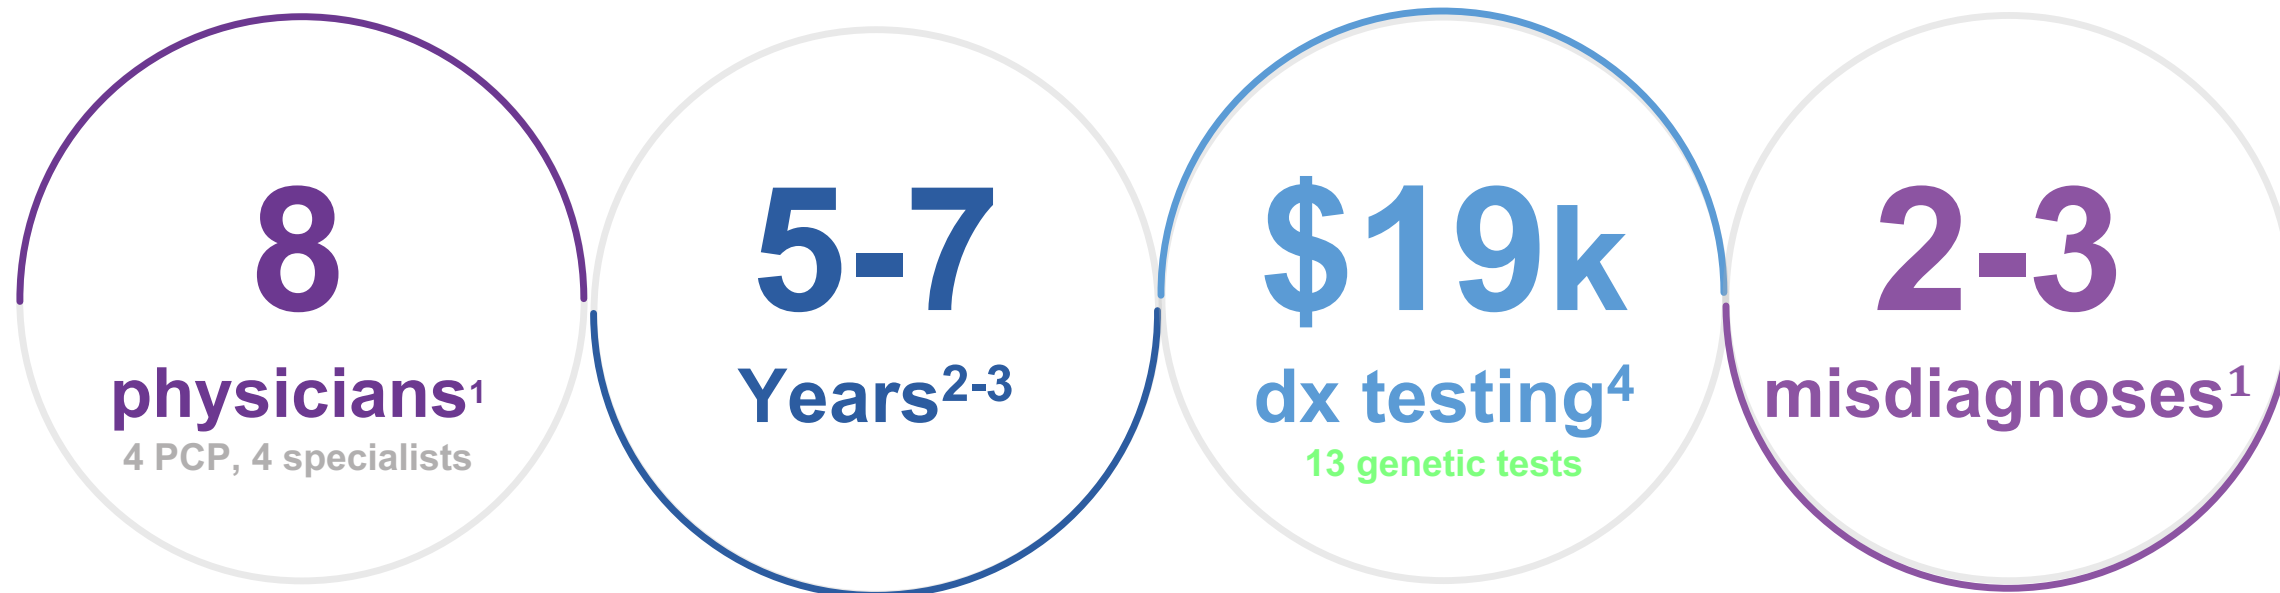 8
physicians¹
4 PCP, 4 specialists
5-7
Years²⁻³
$19k
dx testing⁴
13 genetic tests
2-3
misdiagnoses¹